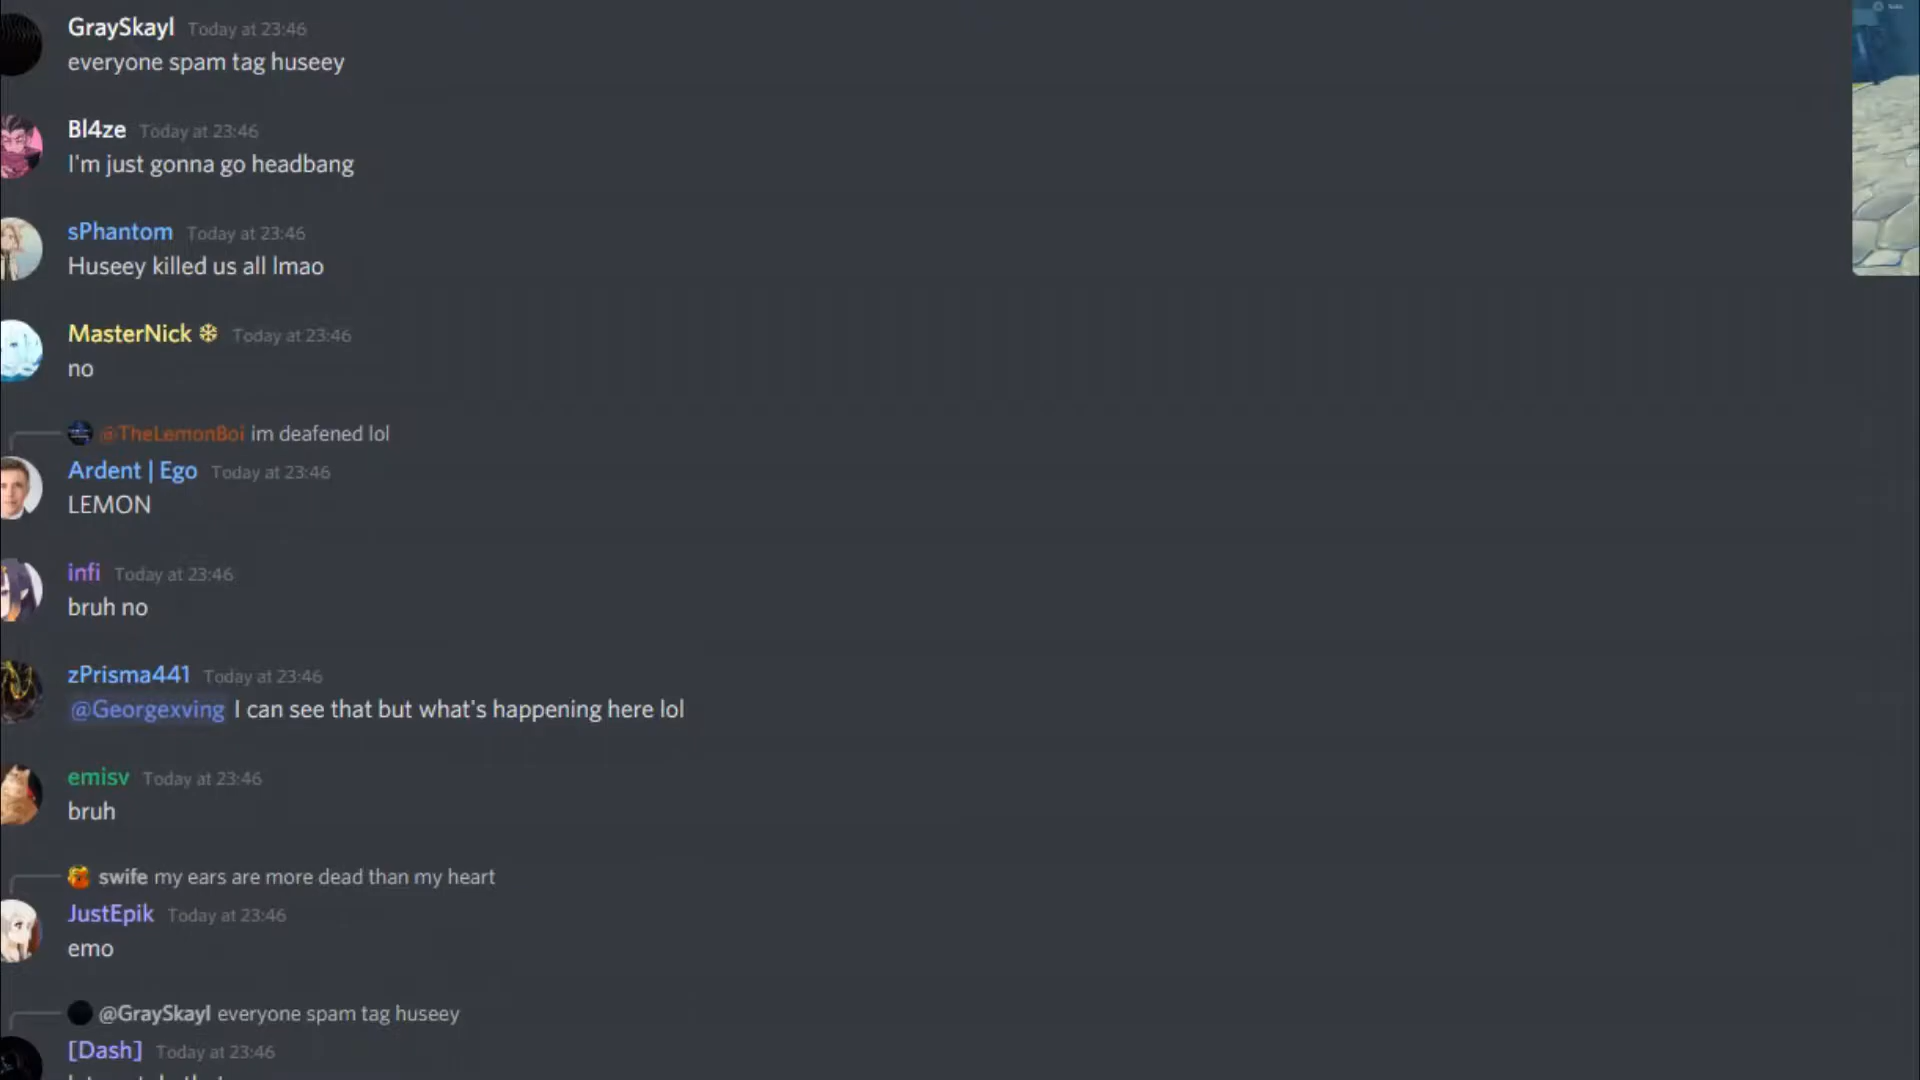 GraySkayl Today at 23:46
everyone spam tag huseey
Bl4ze Today at 23:46
I'm just gonna go headbang
sPhantom Today at 23:46
Huseey killed us all lmao
MasterNick ❄ Today at 23:46
no
@TheLemonBoi im deafened lol
Ardent | Ego Today at 23:46
LEMON
infi Today at 23:46
bruh no
zPrisma441 Today at 23:46
@Georgexving I can see that but what's happening here lol
emisv Today at 23:46
bruh
swife my ears are more dead than my heart
JustEpik Today at 23:46
emo
@GraySkayl everyone spam tag huseey
[Dash] Today at 23:46